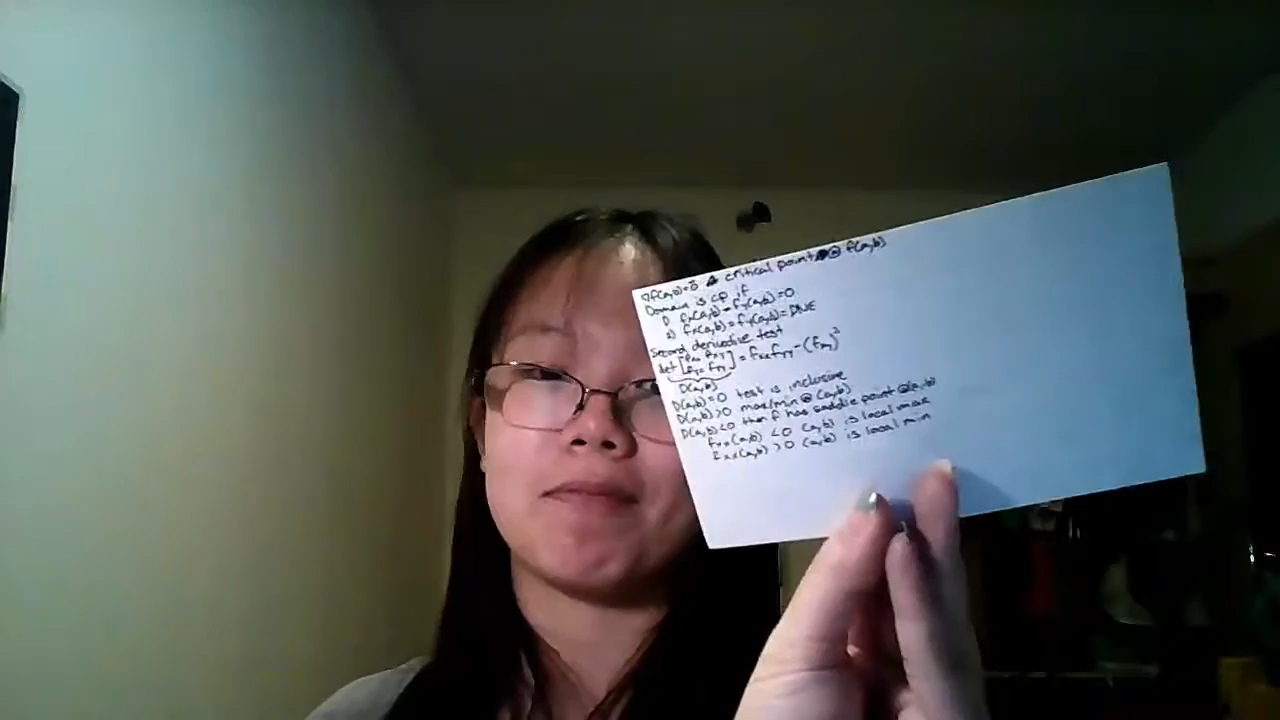 ∇f(a,b)=0⃗ critical point @ f(a,b)
Domain is cp if
1) fx(a,b)=fy(a,b)=0
2) fx(a,b)=fy(a,b)=DNE
Second derivative test
det [fxx fxy
fyx fyy] = fxxfyy-(fxy)²
D(a,b)
D(a,b)=0 test is inclusive
D(a,b)>0 max/min @ (a,b)
D(a,b)<0 then f has saddle point @(a,b)
fxx(a,b) <0 (a,b) is local max
fxx(a,b) >0 (a,b) is local min